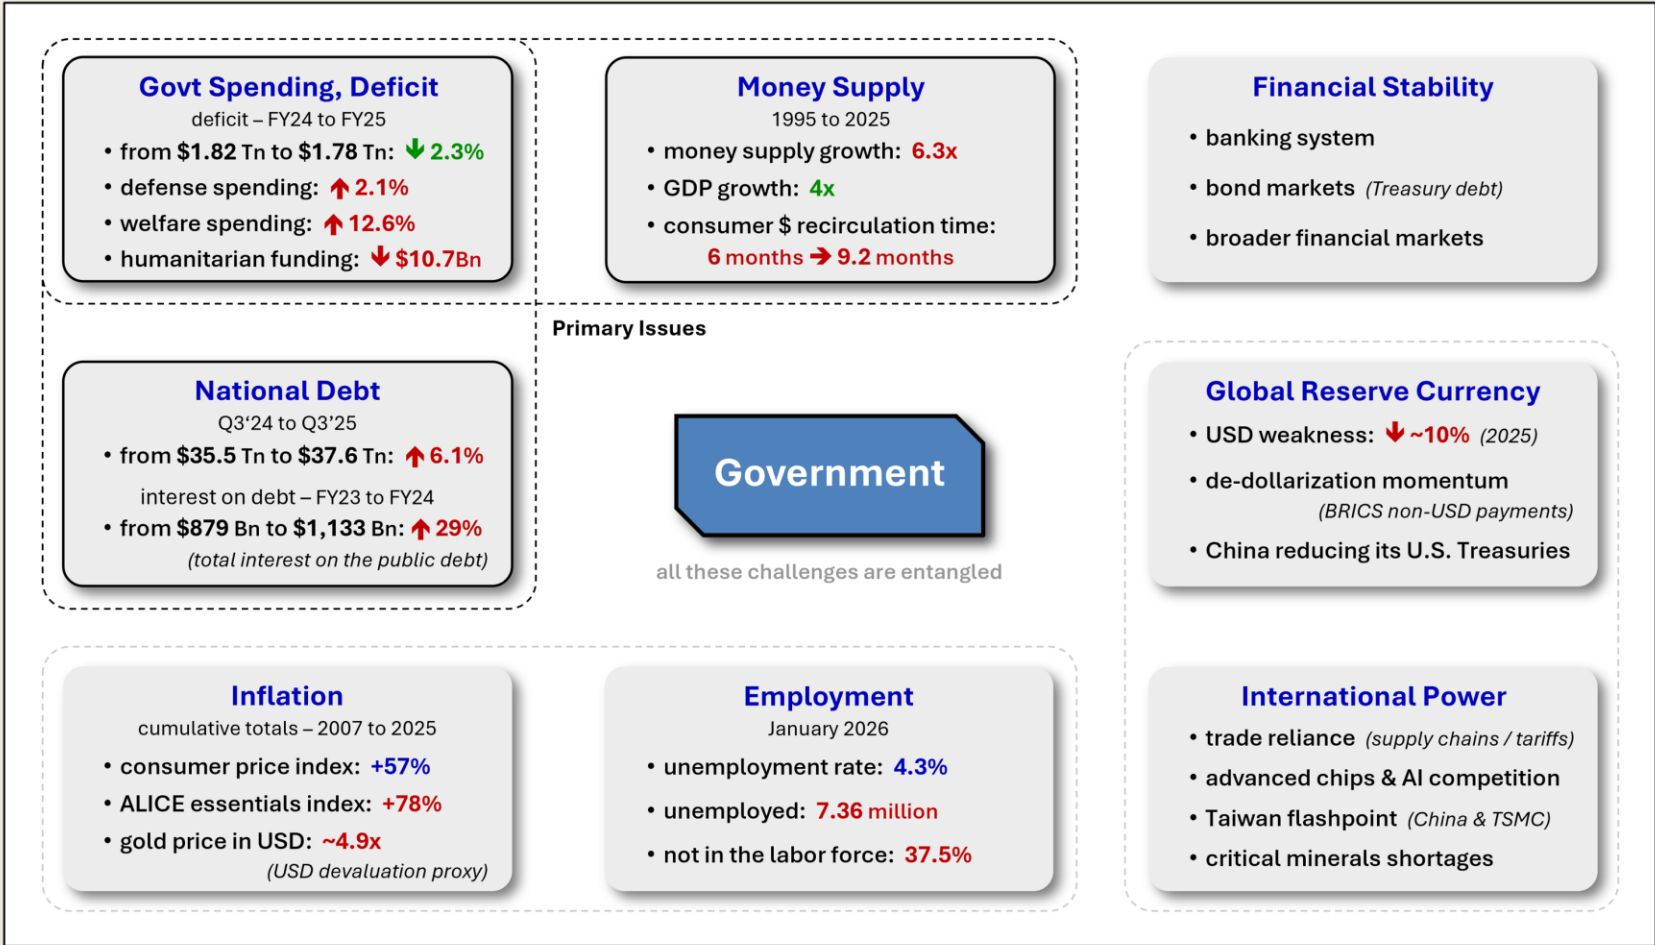 Govt Spending, Deficit
deficit – FY24 to FY25
• from $1.82 Tn to $1.78 Tn: 🡇 2.3%
• defense spending: 🡅 2.1%
• welfare spending: 🡅 12.6%
• humanitarian funding: 🡇 $10.7Bn
Money Supply
1995 to 2025
• money supply growth: 6.3x
• GDP growth: 4x
• consumer $ recirculation time:
6 months 🡆 9.2 months
Financial Stability
• banking system
• bond markets (Treasury debt)
• broader financial markets
Primary Issues
National Debt
Q3‘24 to Q3’25
• from $35.5 Tn to $37.6 Tn: 🡅 6.1%
interest on debt – FY23 to FY24
• from $879 Bn to $1,133 Bn: 🡅 29%
(total interest on the public debt)
Government
all these challenges are entangled
Global Reserve Currency
• USD weakness: 🡇 ~10% (2025)
• de-dollarization momentum
(BRICS non-USD payments)
• China reducing its U.S. Treasuries
Inflation
cumulative totals – 2007 to 2025
• consumer price index: +57%
• ALICE essentials index: +78%
• gold price in USD: ~4.9x
(USD devaluation proxy)
Employment
January 2026
• unemployment rate: 4.3%
• unemployed: 7.36 million
• not in the labor force: 37.5%
International Power
• trade reliance (supply chains / tariffs)
• advanced chips & AI competition
• Taiwan flashpoint (China & TSMC)
• critical minerals shortages